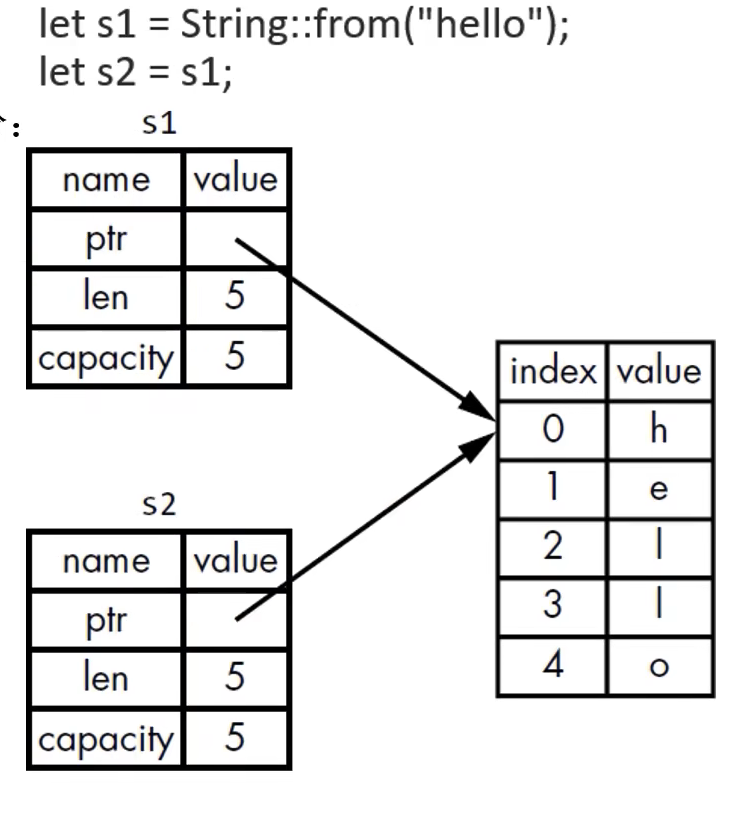 let s1 = String::from("hello");
let s2 = s1;
:
s1
name value
ptr
len 5
capacity 5
index value
0 h
1 e
2 l
3 l
4 o
s2
name value
ptr
len 5
capacity 5